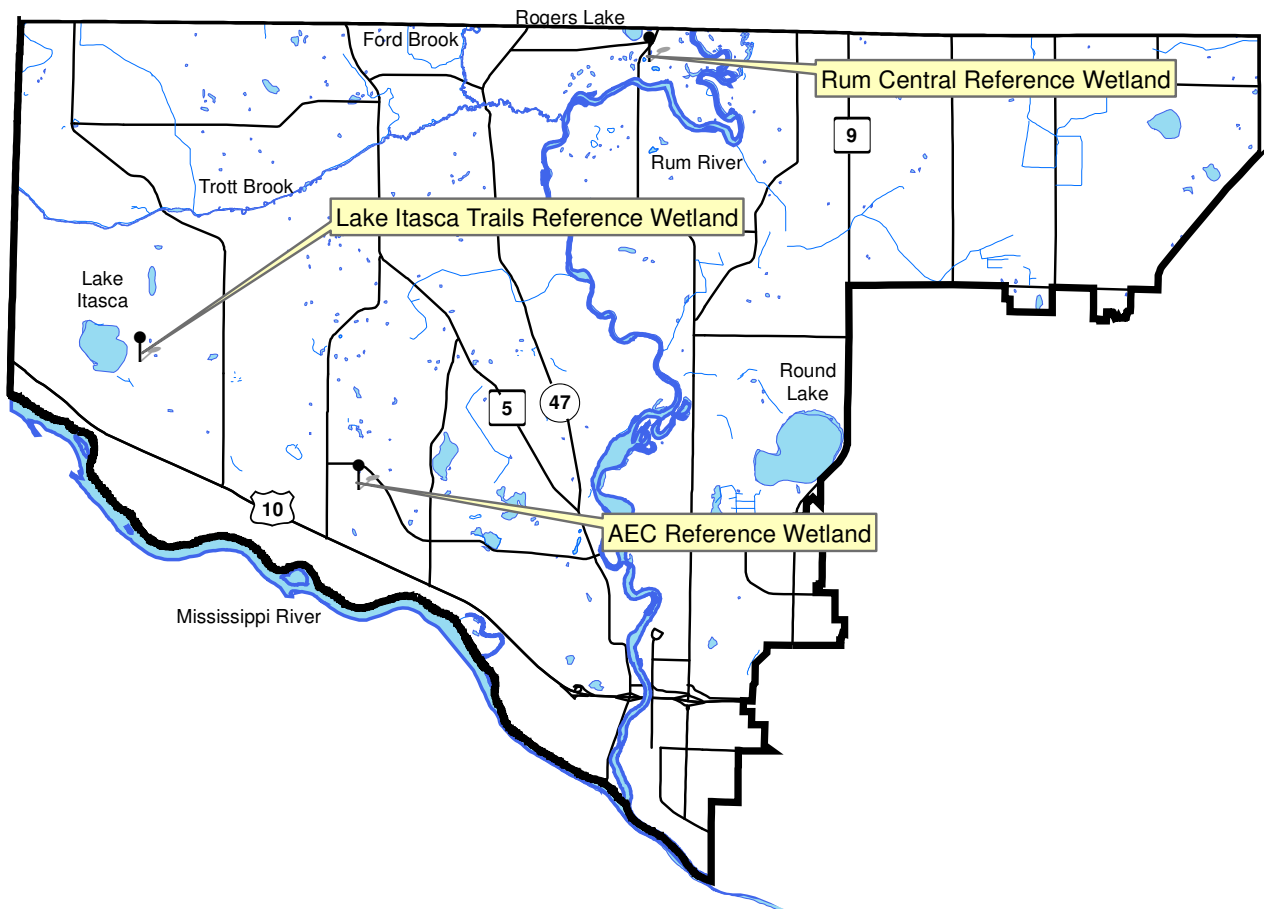 Rogers Lake
Ford Brook
Rum Central Reference Wetland
9
Rum River
Trott Brook
Lake Itasca Trails Reference Wetland
Lake
Itasca
Round
Lake
5
47
10
AEC Reference Wetland
Mississippi River